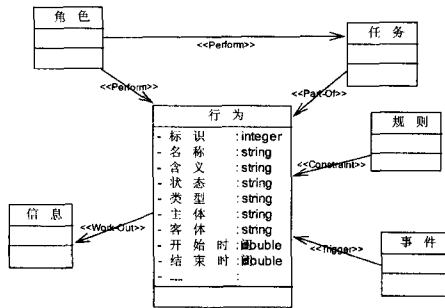 角 色
任 务
<<Perform>>
<<Perform>>
<<Part-Of>>
行 为
- 标 识 :integer
- 名 称 :string
- 含 义 :string
- 状 态 :string
- 类 型 :string
- 主 体 :string
- 客 体 :string
- 开 始 时 :double
- 结 束 时 :double
- ... :
规 则
<<Constraint>>
信 息
<<Work-Out>>
<<Trigger>>
事 件